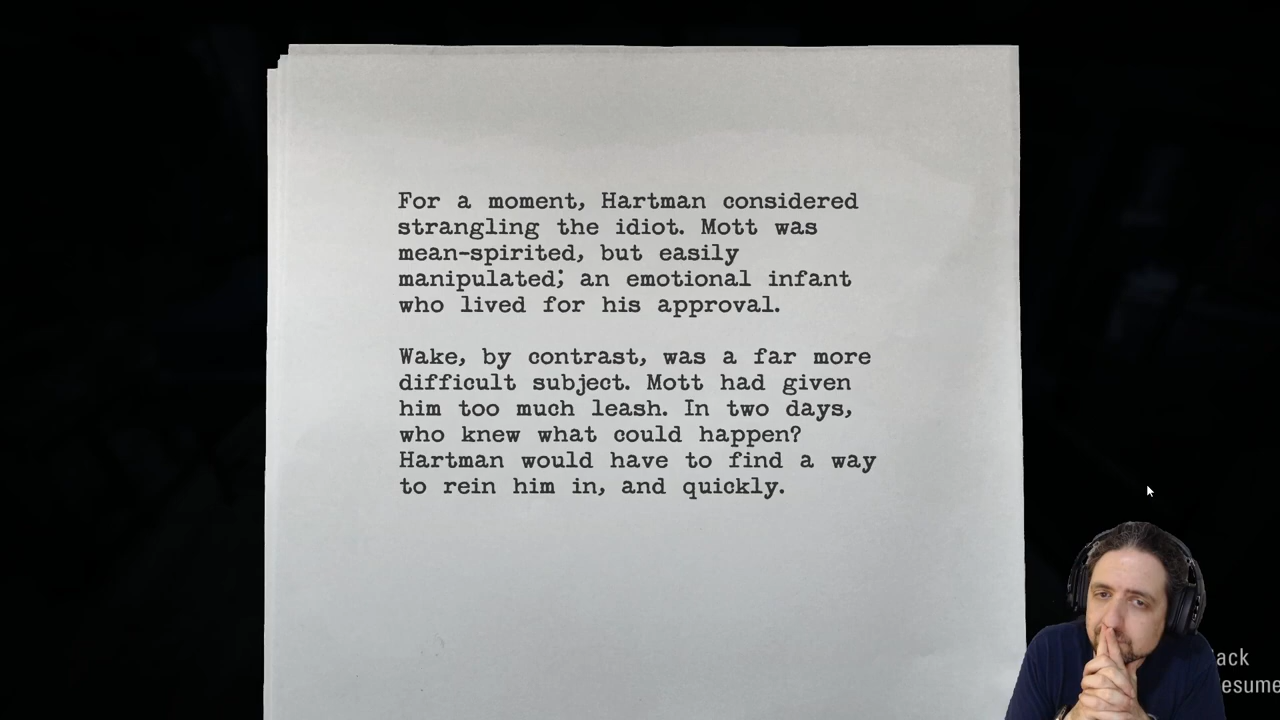 For a moment, Hartman considered
strangling the idiot. Mott was
mean-spirited, but easily
manipulated; an emotional infant
who lived for his approval.
Wake, by contrast, was a far more
difficult subject. Mott had given
him too much leash. In two days,
who knew what could happen?
Hartman would have to find a way
to rein him in, and quickly.